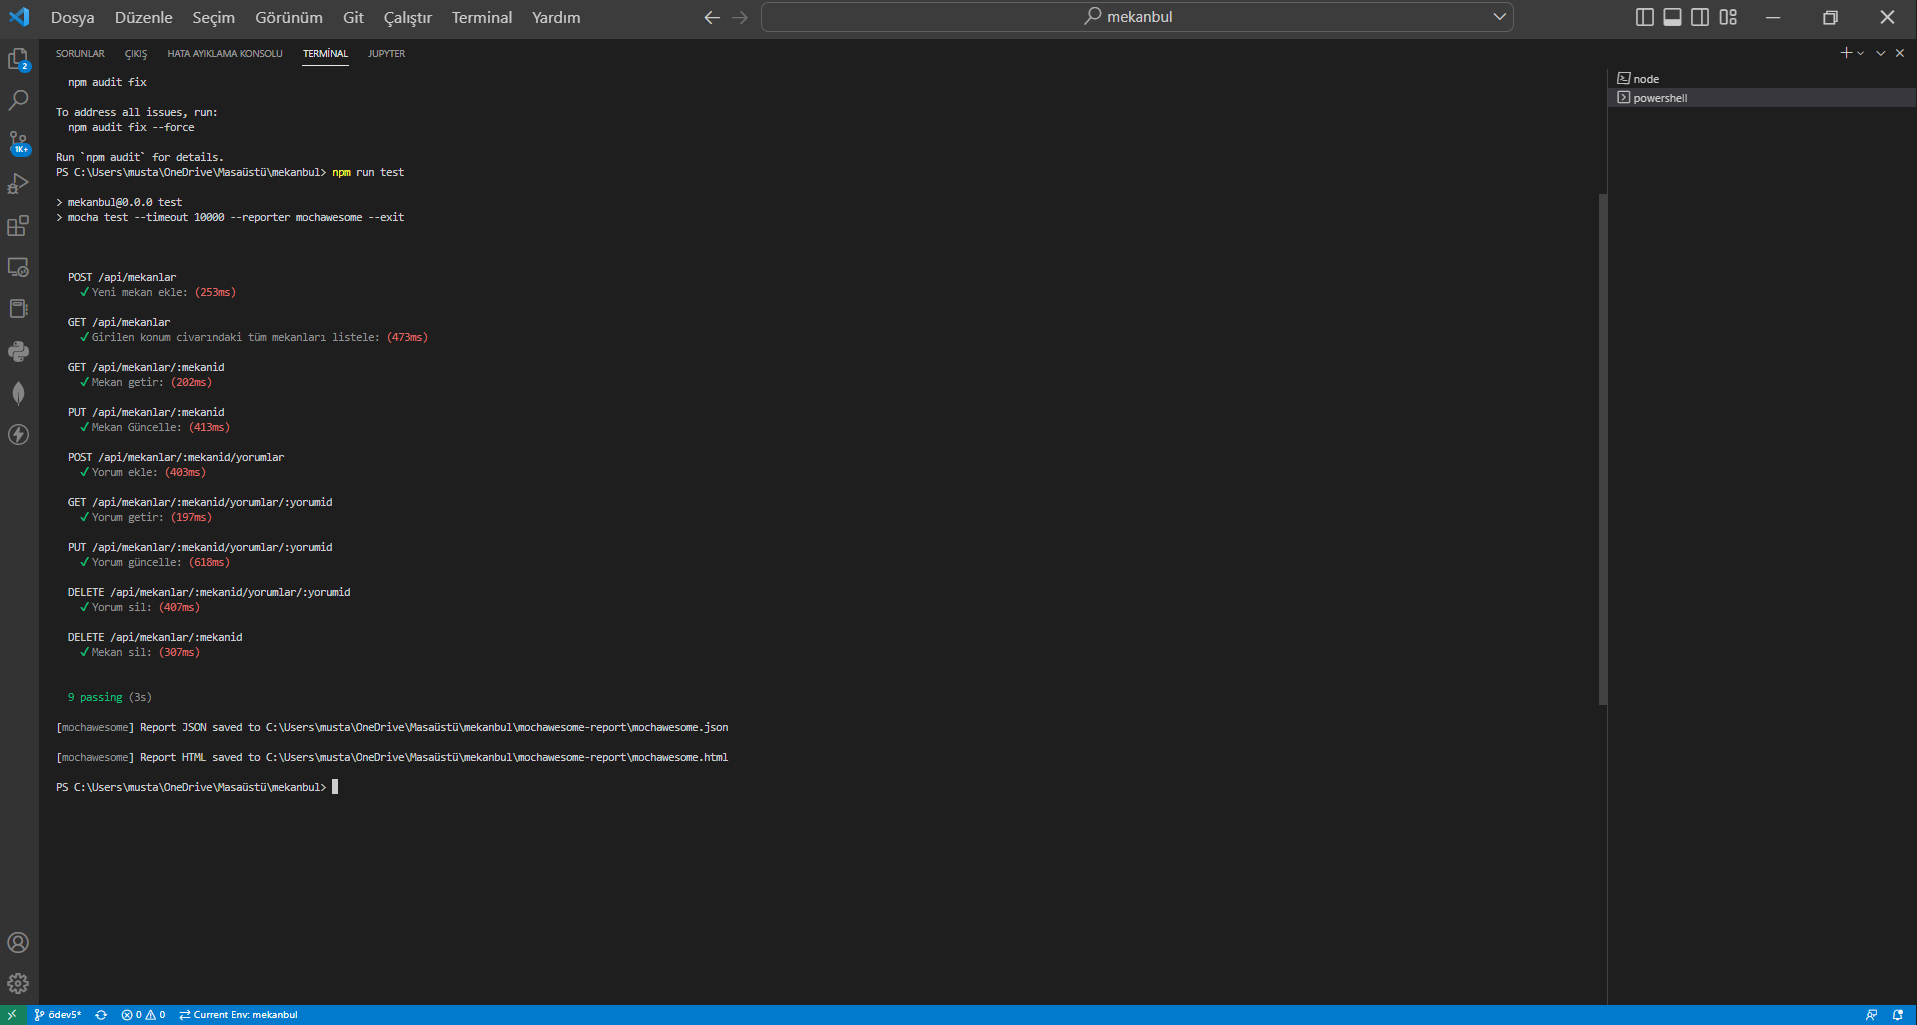 Dosya Düzenle Seçim Görünüm Git Çalıştır Terminal Yardım
mekanbul
SORUNLAR ÇIKIŞ HATA AYIKLAMA KONSOLU TERMİNAL JUPYTER
2
1K+
npm audit fix
To address all issues, run:
npm audit fix --force
Run `npm audit` for details.
PS C:\Users\musta\OneDrive\Masaüstü\mekanbul> npm run test
> mekanbul@0.0.0 test
> mocha test --timeout 10000 --reporter mochawesome --exit
POST /api/mekanlar
✓Yeni mekan ekle: (253ms)
GET /api/mekanlar
✓Girilen konum civarındaki tüm mekanları listele: (473ms)
GET /api/mekanlar/:mekanid
✓Mekan getir: (202ms)
PUT /api/mekanlar/:mekanid
✓Mekan Güncelle: (413ms)
POST /api/mekanlar/:mekanid/yorumlar
✓Yorum ekle: (403ms)
GET /api/mekanlar/:mekanid/yorumlar/:yorumid
✓Yorum getir: (197ms)
PUT /api/mekanlar/:mekanid/yorumlar/:yorumid
✓Yorum güncelle: (618ms)
DELETE /api/mekanlar/:mekanid/yorumlar/:yorumid
✓Yorum sil: (407ms)
DELETE /api/mekanlar/:mekanid
✓Mekan sil: (307ms)
9 passing (3s)
[mochawesome] Report JSON saved to C:\Users\musta\OneDrive\Masaüstü\mekanbul\mochawesome-report\mochawesome.json
[mochawesome] Report HTML saved to C:\Users\musta\OneDrive\Masaüstü\mekanbul\mochawesome-report\mochawesome.html
PS C:\Users\musta\OneDrive\Masaüstü\mekanbul>
node
powershell
ödev5* 0 0 Current Env: mekanbul